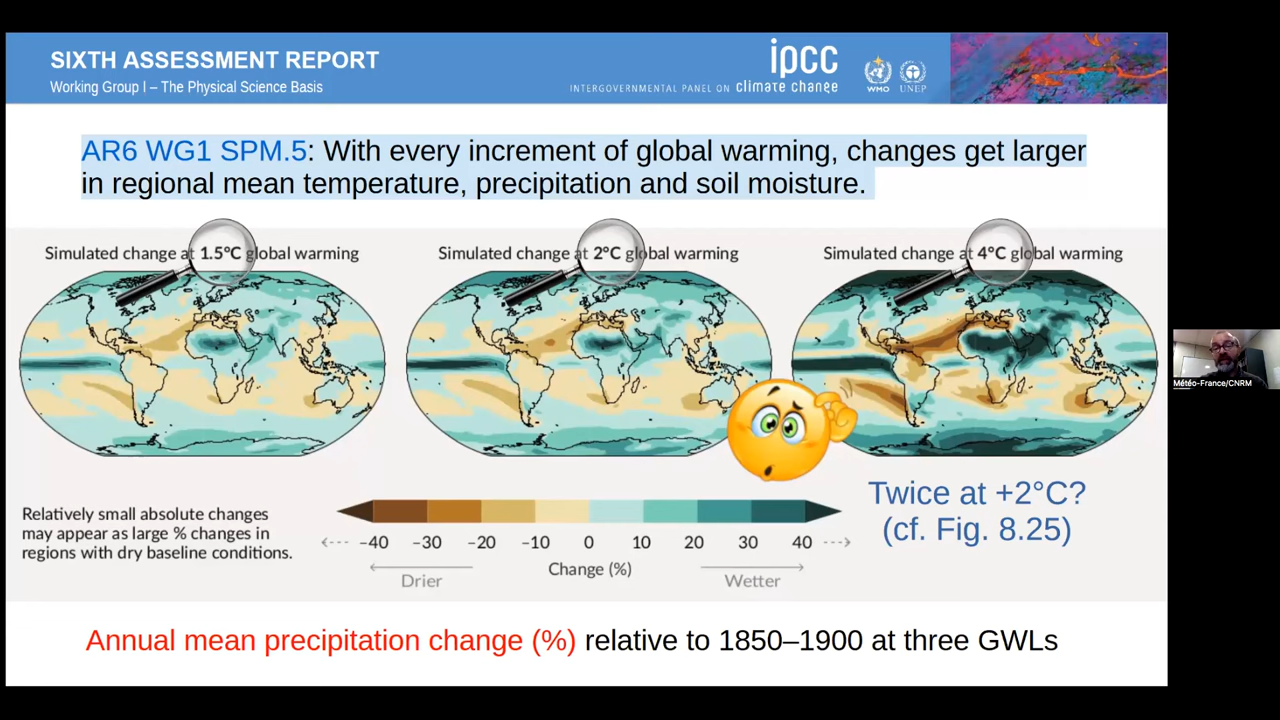 SIXTH ASSESSMENT REPORT
Working Group I – The Physical Science Basis
INTERGOVERNMENTAL PANEL ON
ipcc
climate change
WMO
UNEP
AR6 WG1 SPM.5: With every increment of global warming, changes get larger
in regional mean temperature, precipitation and soil moisture.
Simulated change at 1.5°C global warming
Simulated change at 2°C global warming
Simulated change at 4°C global warming
Météo-France/CNRM
Relatively small absolute changes
may appear as large % changes in
regions with dry baseline conditions.
–40 –30 –20 –10 0 10 20 30 40
Change (%)
Drier
Wetter
Twice at +2°C?
(cf. Fig. 8.25)
Annual mean precipitation change (%) relative to 1850–1900 at three GWLs